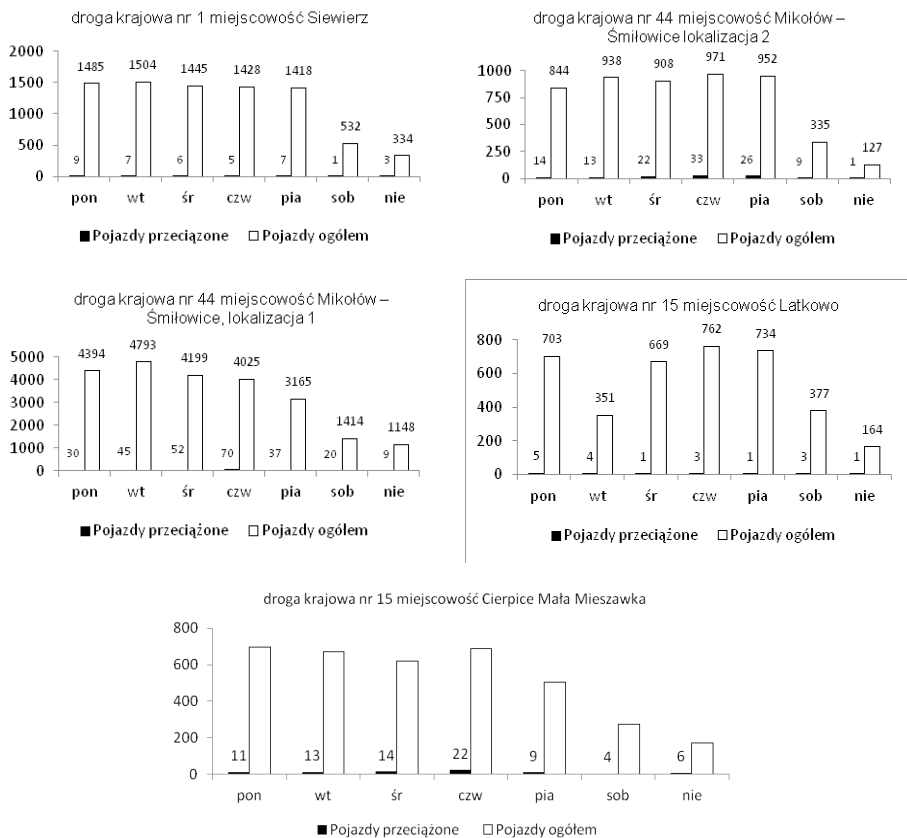 droga krajowa nr 1 miejscowość Siewierz
2000
1500
1000
500
0
1485 1504 1445 1428 1418 532 334
9 7 6 5 7 1 3
pon wt śr czw pia sob nie
Pojazdy przeciążone Pojazdy ogółem
droga krajowa nr 44 miejscowość Mikołów –
Śmiłowice lokalizacja 2
1000
750
500
250
0
844 938 908 971 952 335 127
14 13 22 33 26 9 1
pon wt śr czw pia sob nie
Pojazdy przeciążone Pojazdy ogółem
droga krajowa nr 44 miejscowość Mikołów –
Śmiłowice, lokalizacja 1
5000
4000
3000
2000
1000
0
4394 4793 4199 4025 3165 1414 1148
30 45 52 70 37 20 9
pon wt śr czw pia sob nie
Pojazdy przeciążone Pojazdy ogółem
droga krajowa nr 15 miejscowość Latkowo
800
600
400
200
0
703 351 669 762 734 377 164
5 4 1 3 1 3 1
pon wt śr czw pia sob nie
Pojazdy przeciążone Pojazdy ogółem
droga krajowa nr 15 miejscowość Cierpice Mała Mieszawka
800
600
400
200
0
11 13 14 22 9 4 6
pon wt śr czw pia sob nie
Pojazdy przeciążone Pojazdy ogółem